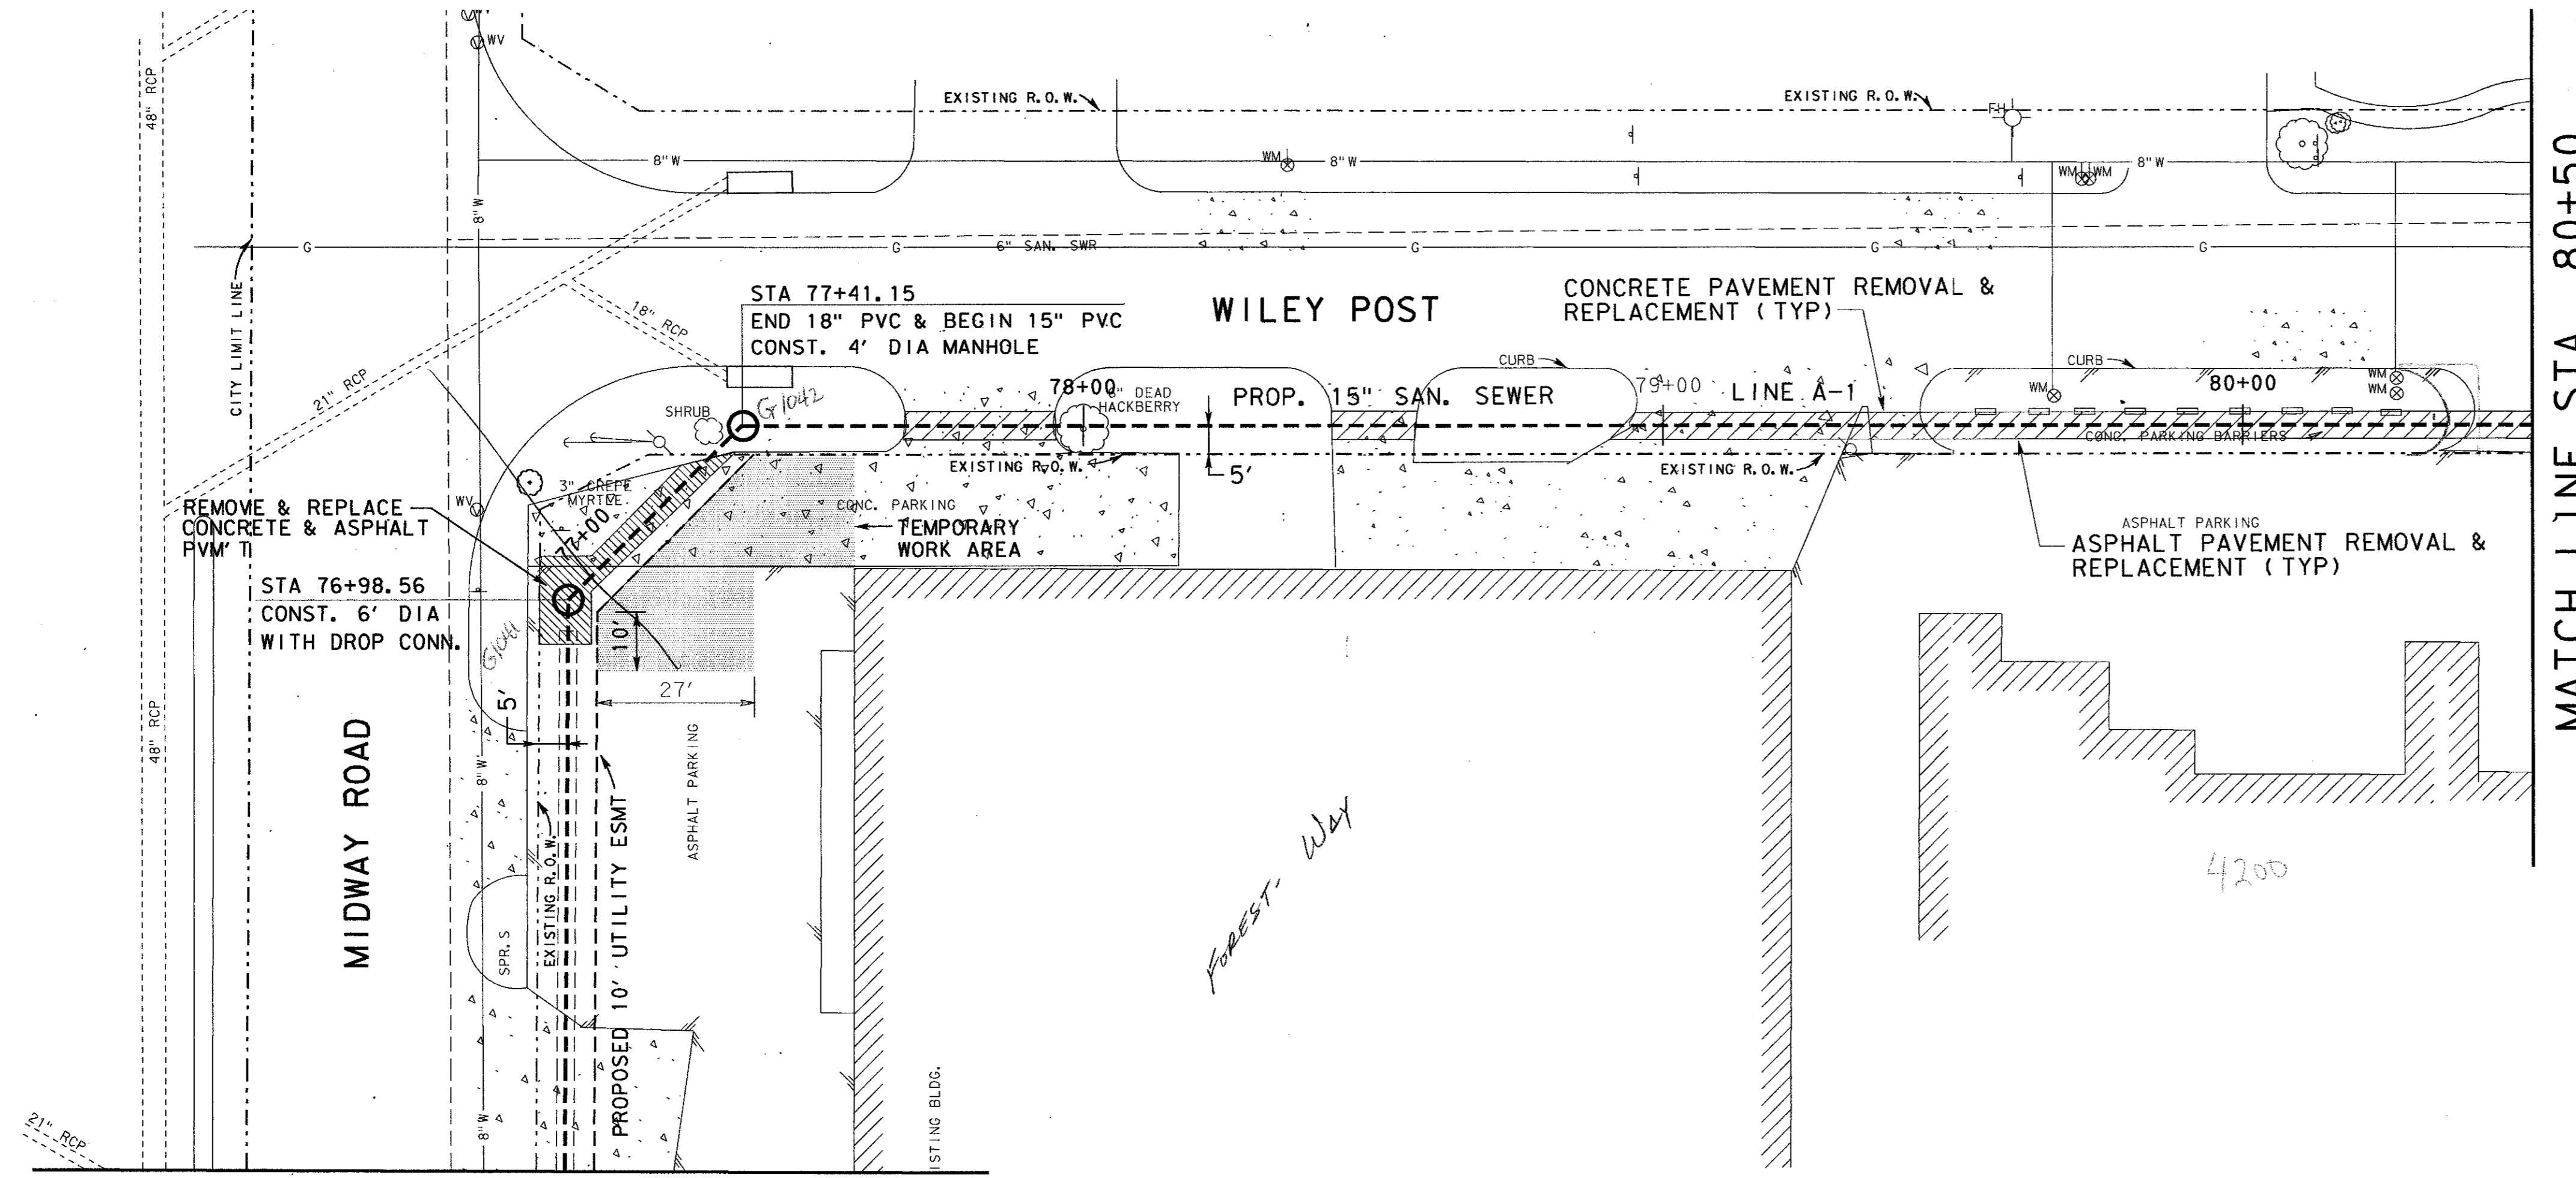 WV
48" RCP
EXISTING R.O.W.
EXISTING R.O.W.
FH
8"W
WM
8"W
WM
WM
8"W
8"W
G
G
6" SAN. SWR
G
G
G
CITY LIMIT LINE
18" RCP
21" RCP
STA 77+41.15
END 18" PVC & BEGIN 15" PVC
CONST. 4' DIA MANHOLE
WILEY POST
CONCRETE PAVEMENT REMOVAL &
REPLACEMENT (TYP)
MATCH LINE STA 80+50
CURB
CURB
G1042
SHRUB
78+00
DEAD
HACKBERRY
PROP. 15" SAN. SEWER
79+00
LINE A-1
80+00
WM
WM
WM
CONC. PARKING BARRIERS
5'
EXISTING R.O.W.
EXISTING R.O.W.
3" CREPE
MYRTLE
WV
77+00
REMOVE & REPLACE
CONCRETE & ASPHALT
PVM'T
CONC. PARKING
TEMPORARY
WORK AREA
ASPHALT PARKING
ASPHALT PAVEMENT REMOVAL &
REPLACEMENT (TYP)
STA 76+98.56
CONST. 6' DIA
WITH DROP CONN.
G1041
10'
27'
5'
48" RCP
MIDWAY ROAD
8"W
SPR. S
EXISTING R.O.W.
PROPOSED 10' UTILITY ESMT
ASPHALT PARKING
FOREST WAY
4200
8"W
21" RCP
ISTING BLDG.